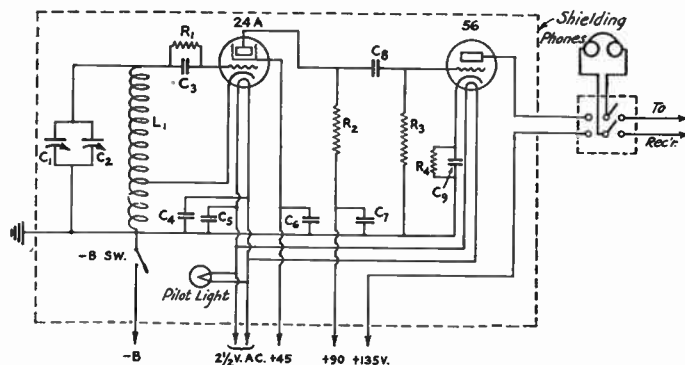 24 A
56
Shielding
Phones
R1
C3
C8
L1
C1
C2
R2
R3
R4
C9
To
Rec'r.
C4
C5
C6
C7
-B SW.
Pilot Light
-B
2½V. A.C. +45
+90 +135V.